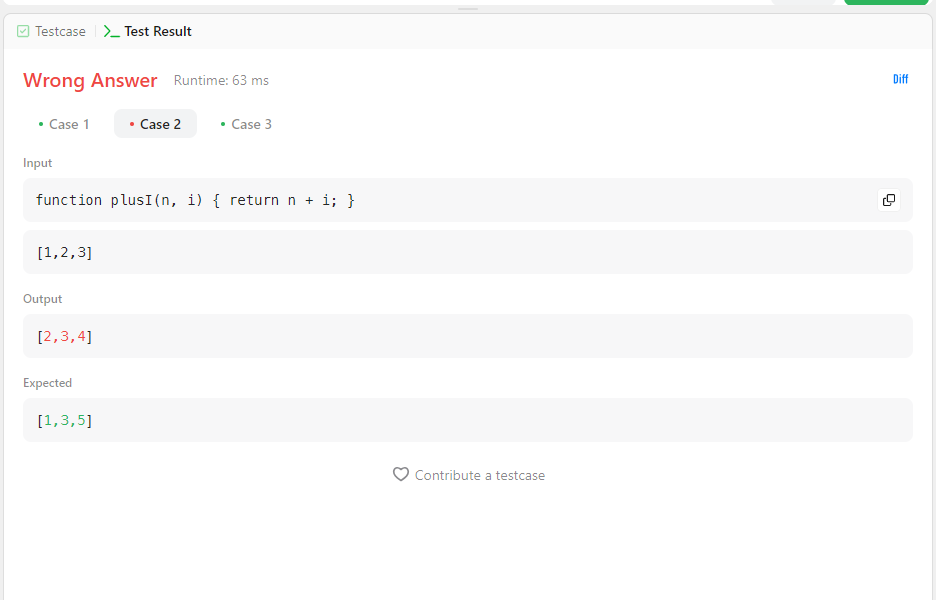 Testcase
Test Result
Wrong Answer Runtime: 63 ms
Diff
Case 1 Case 2 Case 3
Input
function plusI(n, i) { return n + i; }
[1,2,3]
Output
[2,3,4]
Expected
[1,3,5]
Contribute a testcase